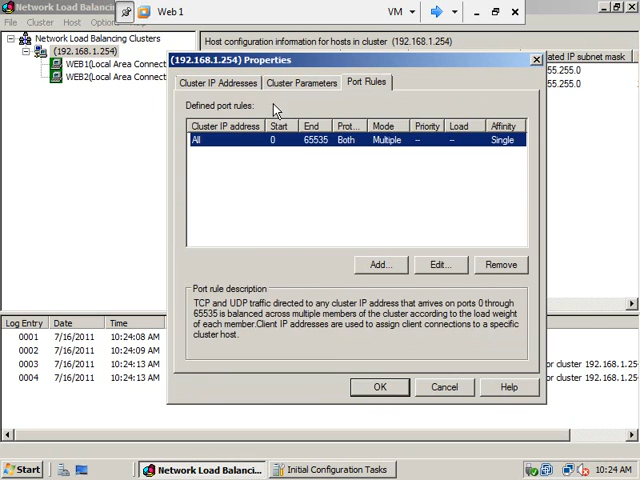 Network Load Balancing Clusters
Web 1
VM
File Cluster Host Options
Network Load Balancing Clusters
(192.168.1.254)
WEB1(Local Area Connect
WEB2(Local Area Connect
Host configuration information for hosts in cluster (192.168.1.254)
ated IP subnet mask
55.255.0
55.255.0
(192.168.1.254) Properties
Cluster IP Addresses Cluster Parameters Port Rules
Defined port rules:
Cluster IP address Start End Prot... Mode Priority Load Affinity
All 0 65535 Both Multiple -- -- Single
Add... Edit... Remove
Port rule description
TCP and UDP traffic directed to any cluster IP address that arrives on ports 0 through
65535 is balanced across multiple members of the cluster according to the load weight
of each member.Client IP addresses are used to assign client connections to a specific
cluster host.
OK Cancel Help
Log Entry Date Time
0001 7/16/2011 10:24:08 AM
0002 7/16/2011 10:24:09 AM
0003 7/16/2011 10:24:13 AM or cluster 192.168.1.25
0004 7/16/2011 10:24:13 AM or cluster 192.168.1.25
Start Network Load Balanci... Initial Configuration Tasks 10:24 AM